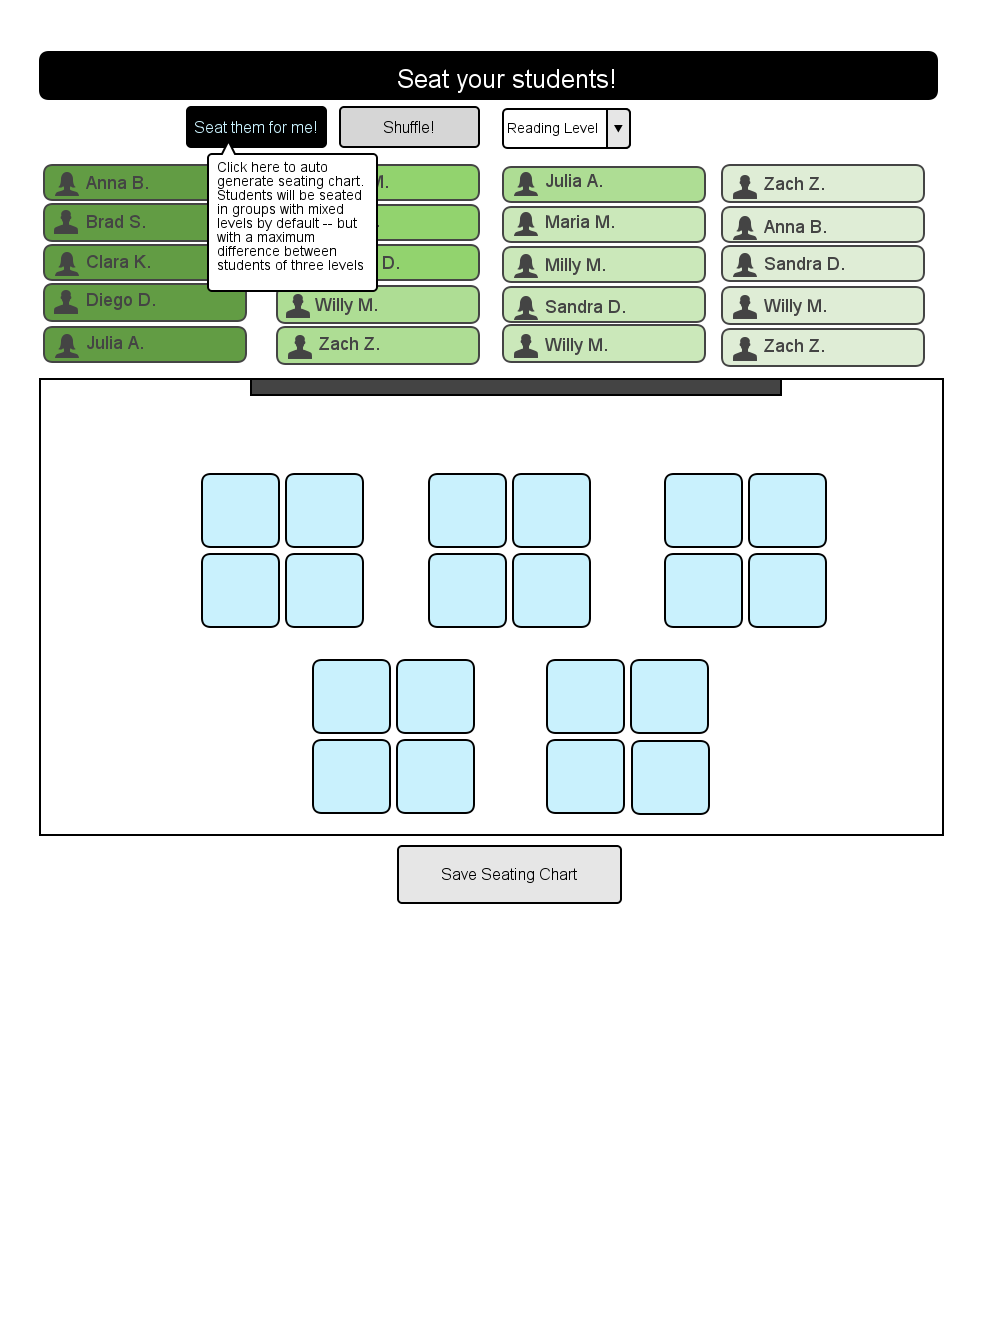 Seat your students!
Seat them for me!
Shuffle!
Reading Level
Click here to auto
generate seating chart.
Students will be seated
in groups with mixed
levels by default -- but
with a maximum
difference between
students of three levels
Anna B.
Brad S.
Clara K.
Diego D.
Julia A.
M.
D.
Willy M.
Zach Z.
Julia A.
Maria M.
Milly M.
Sandra D.
Willy M.
Zach Z.
Anna B.
Sandra D.
Willy M.
Zach Z.
Save Seating Chart